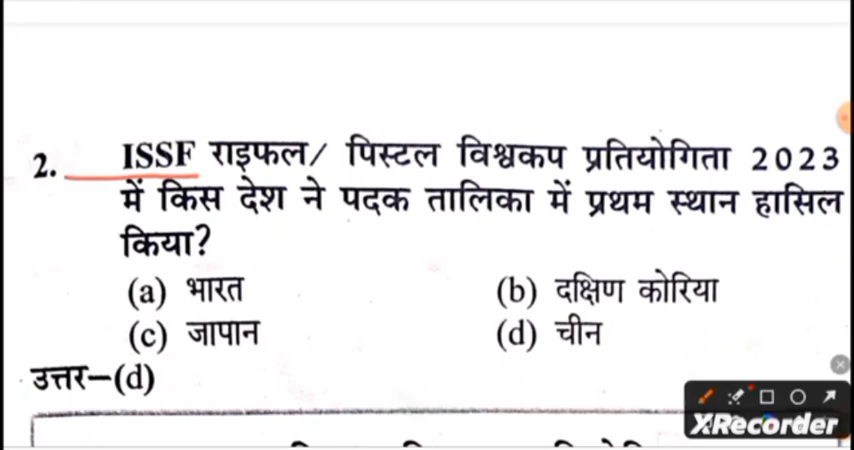 2. ISSF राइफल/ पिस्टल विश्वकप प्रतियोगिता 2023
में किस देश ने पदक तालिका में प्रथम स्थान हासिल
किया?
(a) भारत (b) दक्षिण कोरिया
(c) जापान (d) चीन
उत्तर–(d)
XRecorder